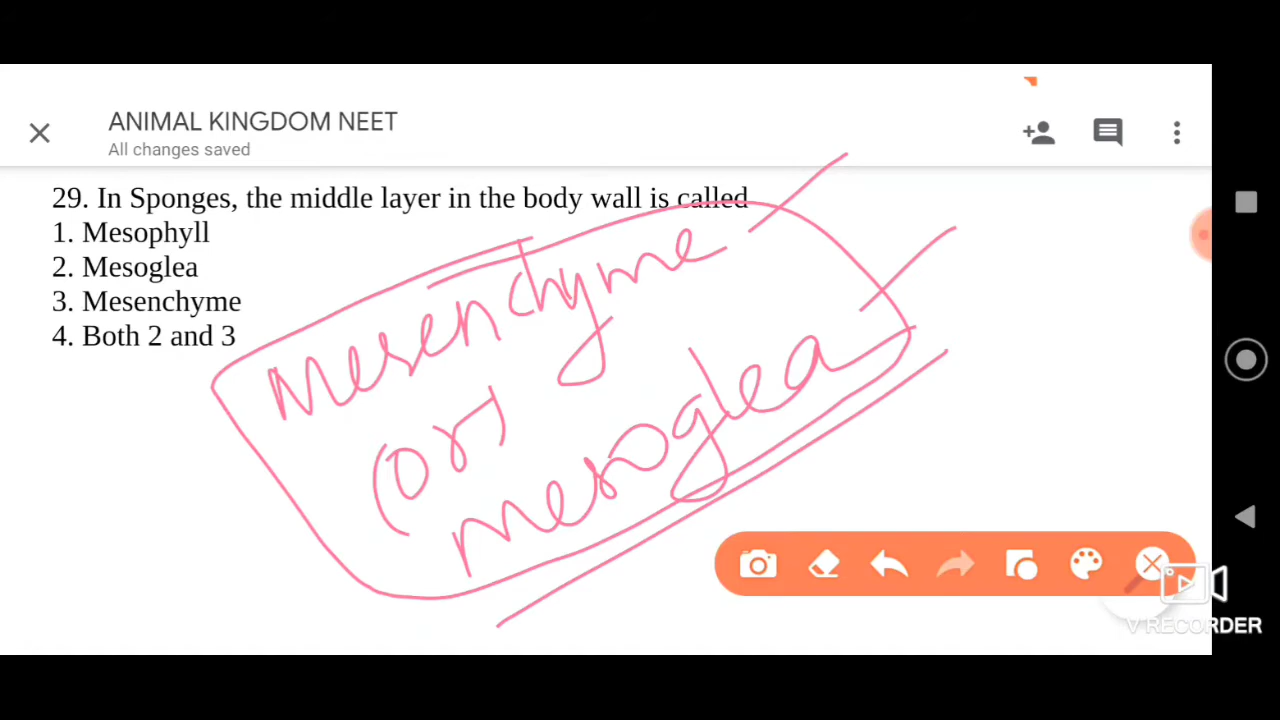 ANIMAL KINGDOM NEET
All changes saved
29. In Sponges, the middle layer in the body wall is called
1. Mesophyll
2. Mesoglea
3. Mesenchyme
4. Both 2 and 3
Mesenchyme
(or)
mesoglea
V RECORDER